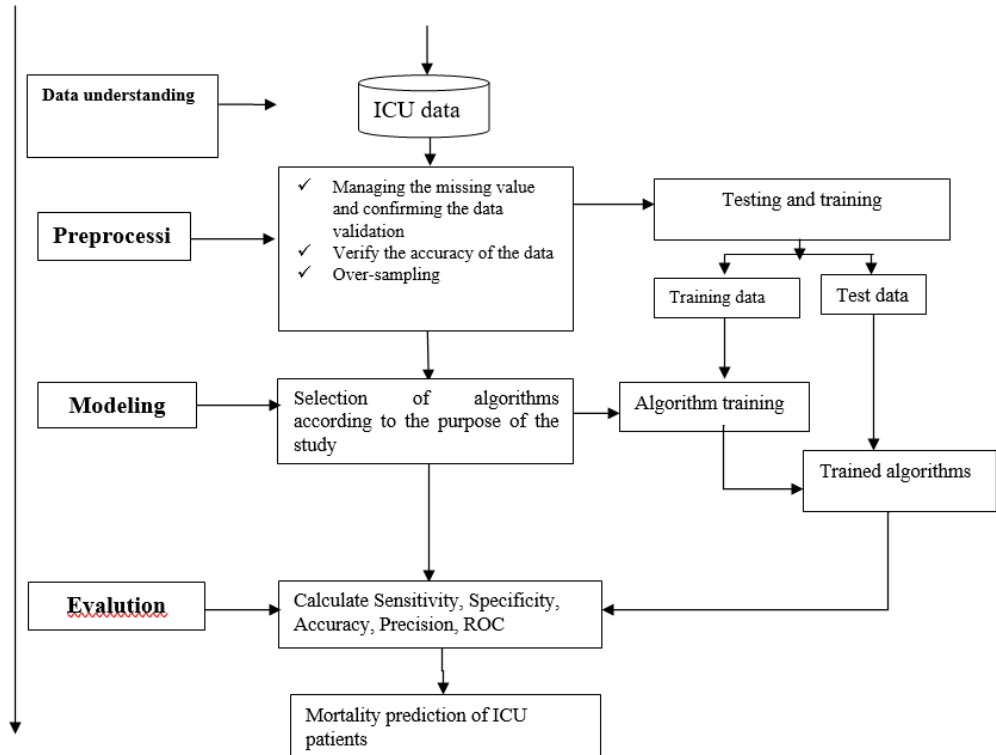 Data understanding
ICU data
✓ Managing the missing value
and confirming the data
validation
✓ Verify the accuracy of the data
✓ Over-sampling
Testing and training
Preprocessi
Training data
Test data
Modeling
Selection of algorithms
according to the purpose of the
study
Algorithm training
Trained algorithms
Evalution
Calculate Sensitivity, Specificity,
Accuracy, Precision, ROC
Mortality prediction of ICU
patients